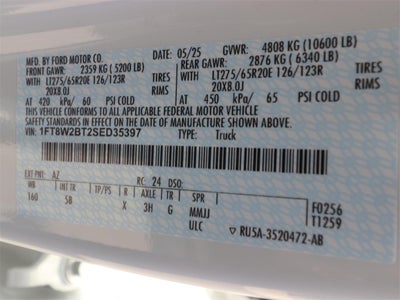 MFD. BY FORD MOTOR CO. 05/25 GVWR: 4808 KG (10600 LB)
FRONT GAWR: 2359 KG (5200 LB) REAR GAWR: 2876 KG (6340 LB)
WITH LT275/65R20E 126/123R TIRES WITH LT275/65R20E 126/123R TIRES
20X8.0J RIMS 20X8.0J RIMS
AT 420 kPa/ 60 PSI COLD AT 450 kPa/ 65 PSI COLD
THIS VEHICLE CONFORMS TO ALL APPLICABLE FEDERAL MOTOR VEHICLE
SAFETY STANDARDS IN EFFECT ON THE DATE OF MANUFACTURE SHOWN ABOVE.
VIN: 1FT8W2BT2SED35397 TYPE: Truck
EXT PNT: AZ RC: 24 DSO:
WB INT TR TP/PS R AXLE TR SPR
160 5B X 3H G MMJJ F0256
ULC T1259
RU5A-3520472-AB